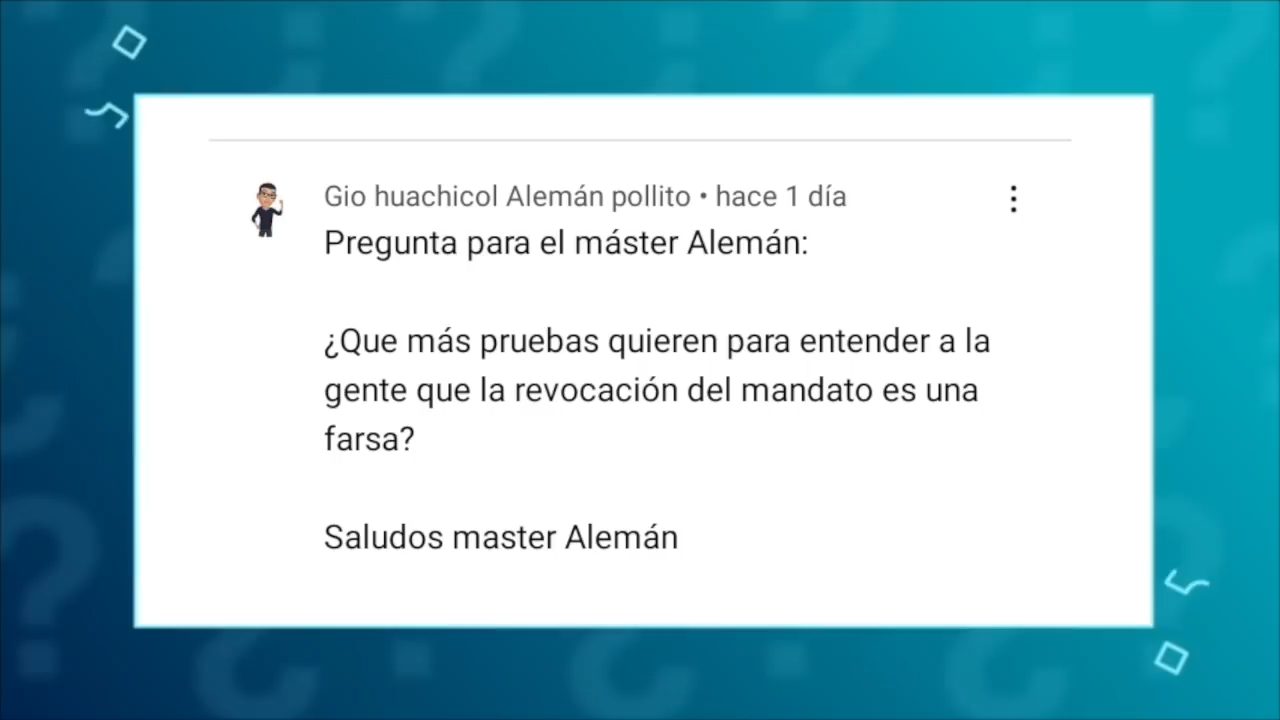 Gio huachicol Alemán pollito • hace 1 día
Pregunta para el máster Alemán:
¿Que más pruebas quieren para entender a la
gente que la revocación del mandato es una
farsa?
Saludos master Alemán